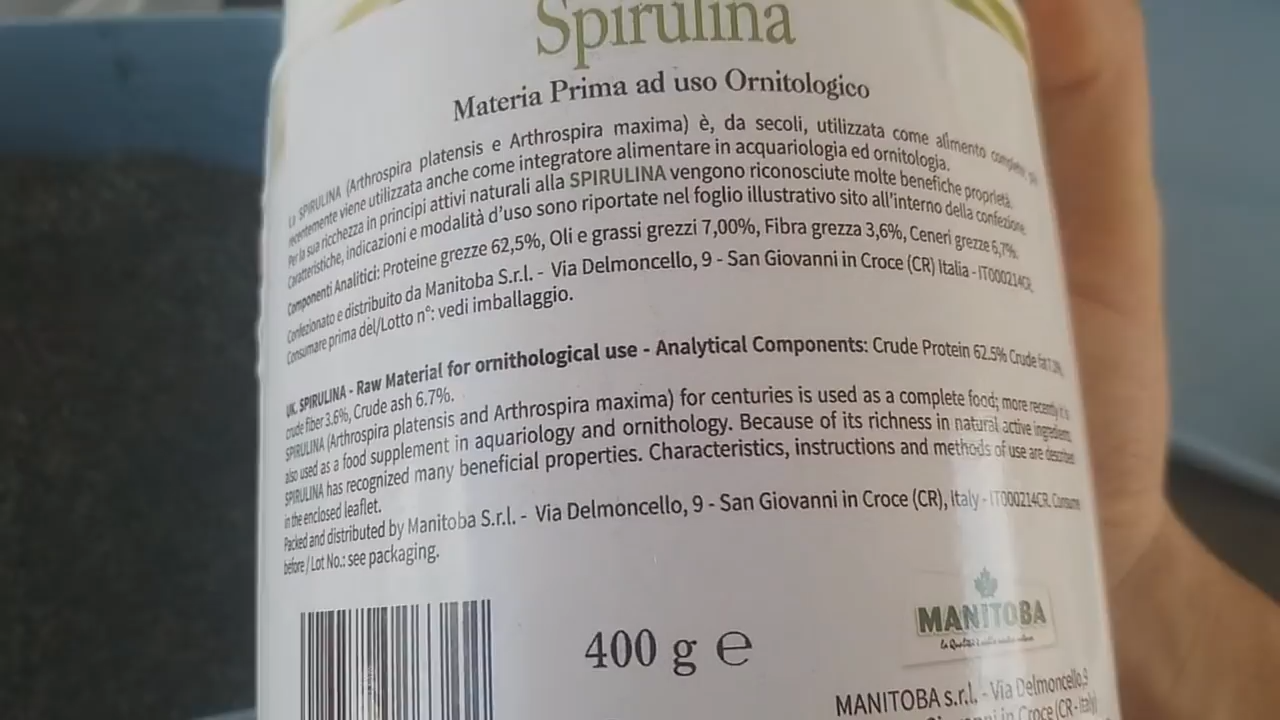 Spirulina
Materia Prima ad uso Ornitologico
La SPIRULINA (Arthrospira platensis e Arthrospira maxima) è, da secoli, utilizzata come alimento completo, più
recentemente viene utilizzata anche come integratore alimentare in acquariologia ed ornitologia.
Per la sua ricchezza in principi attivi naturali alla SPIRULINA vengono riconosciute molte benefiche proprietà.
Caratteristiche, indicazioni e modalità d'uso sono riportate nel foglio illustrativo sito all'interno della confezione.
Componenti Analitici: Proteine grezze 62,5%, Oli e grassi grezzi 7,00%, Fibra grezza 3,6%, Ceneri grezze 6,7%.
Confezionato e distribuito da Manitoba S.r.l. - Via Delmoncello, 9 - San Giovanni in Croce (CR) Italia - IT000214CR.
Consumare prima del/Lotto n°: vedi imballaggio.
UK. SPIRULINA - Raw Material for ornithological use - Analytical Components: Crude Protein 62.5% Crude fat
crude fiber 3.6%, Crude ash 6.7%.
SPIRULINA (Arthrospira platensis and Arthrospira maxima) for centuries is used as a complete food; more recently it is
also used as a food supplement in aquariology and ornithology. Because of its richness in natural active ingredients
SPIRULINA has recognized many beneficial properties. Characteristics, instructions and methods of use are described
in the enclosed leaflet.
Packed and distributed by Manitoba S.r.l. - Via Delmoncello, 9 - San Giovanni in Croce (CR), Italy - IT000214CR. Consume
before / Lot No.: see packaging.
400 g e
MANITOBA
MANITOBA s.r.l. - Via Delmoncello,9
in Croce (CR - Italy)